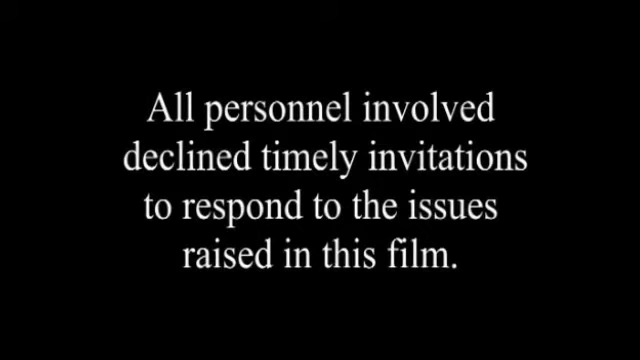 All personnel involved
declined timely invitations
to respond to the issues
raised in this film.